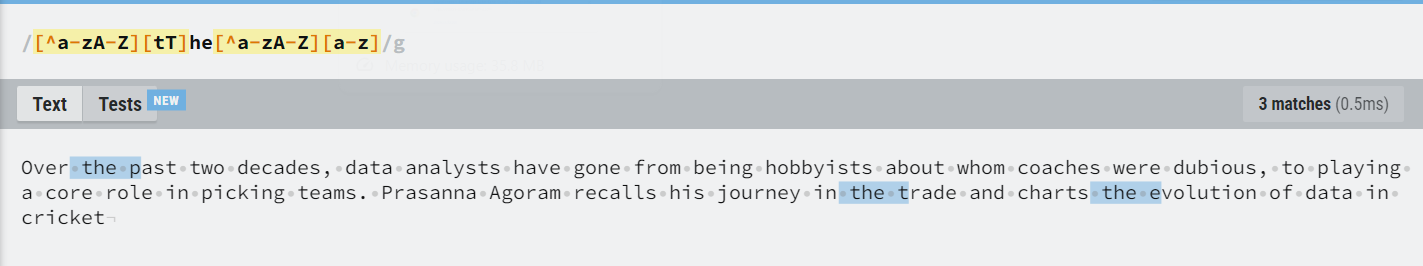 /[^a-zA-Z][tT]he[^a-zA-Z][a-z]/g
Text Tests NEW 3 matches (0.5ms)
Over the past two decades, data analysts have gone from being hobbyists about whom coaches were dubious, to playing
a core role in picking teams. Prasanna Agoram recalls his journey in the trade and charts the evolution of data in
cricket¬